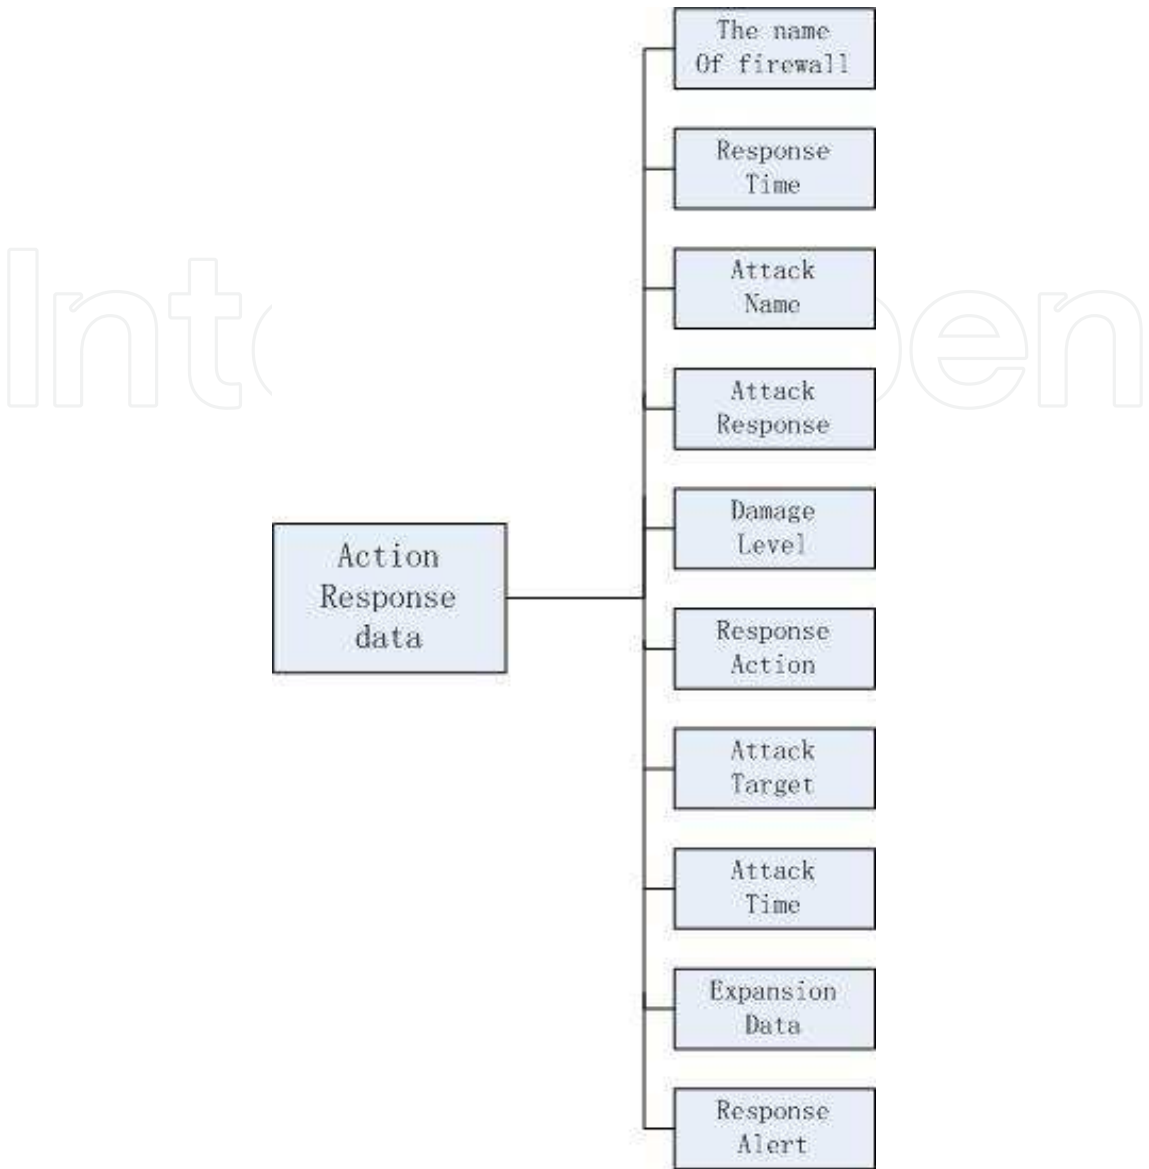 The name
Of firewall
Response
Time
Attack
Name
Attack
Response
Damage
Level
Action
Response
data
Response
Action
Attack
Target
Attack
Time
Expansion
Data
Response
Alert